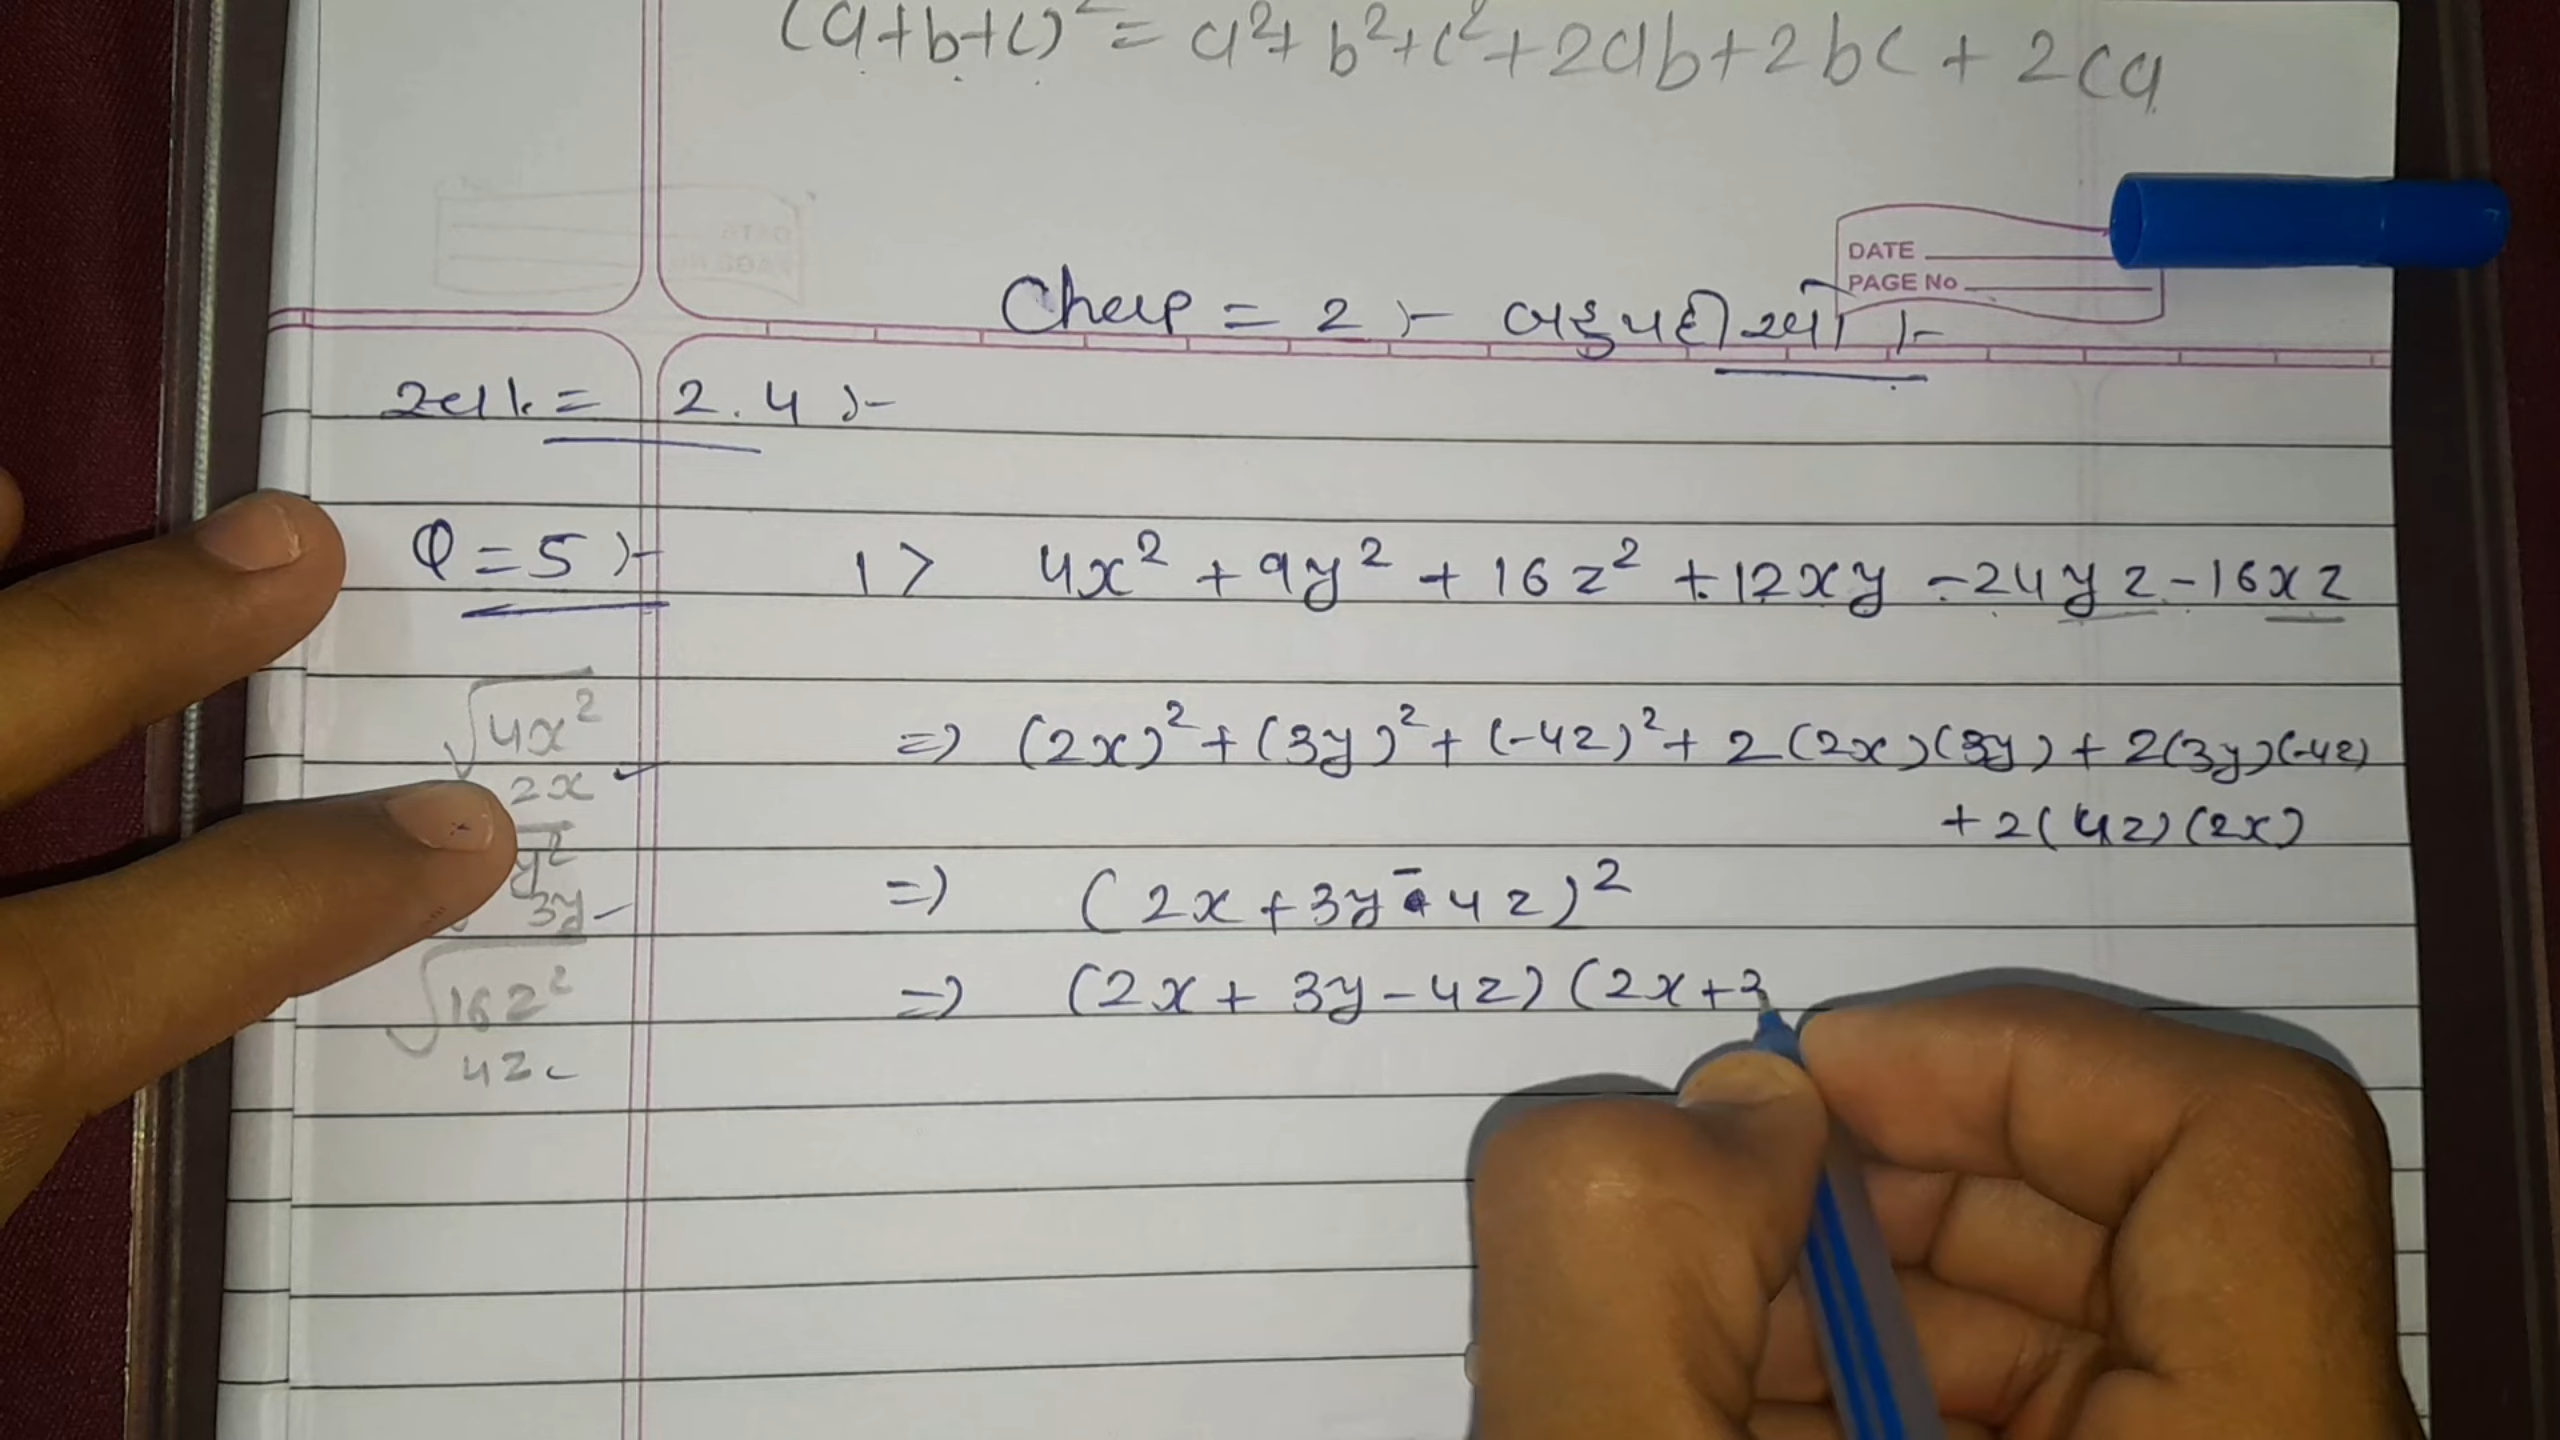 (a+b+c)² = a²+b²+c²+2ab+2bc+2ca
DATE
PAGE No
Chap = 2 :- બહુપદીઓ :-
2.4 :-
Q = 5 :- 1> 4x² + 9y² + 16z² + 12xy - 24yz - 16xz
√4x²
2x
=> (2x)² + (3y)² + (-4z)² + 2(2x)(3y) + 2(3y)(-4z)
+ 2(4z)(2x)
y²
3y
=> (2x + 3y - 4z)²
√16z²
4z
=> (2x + 3y - 4z) (2x + 3